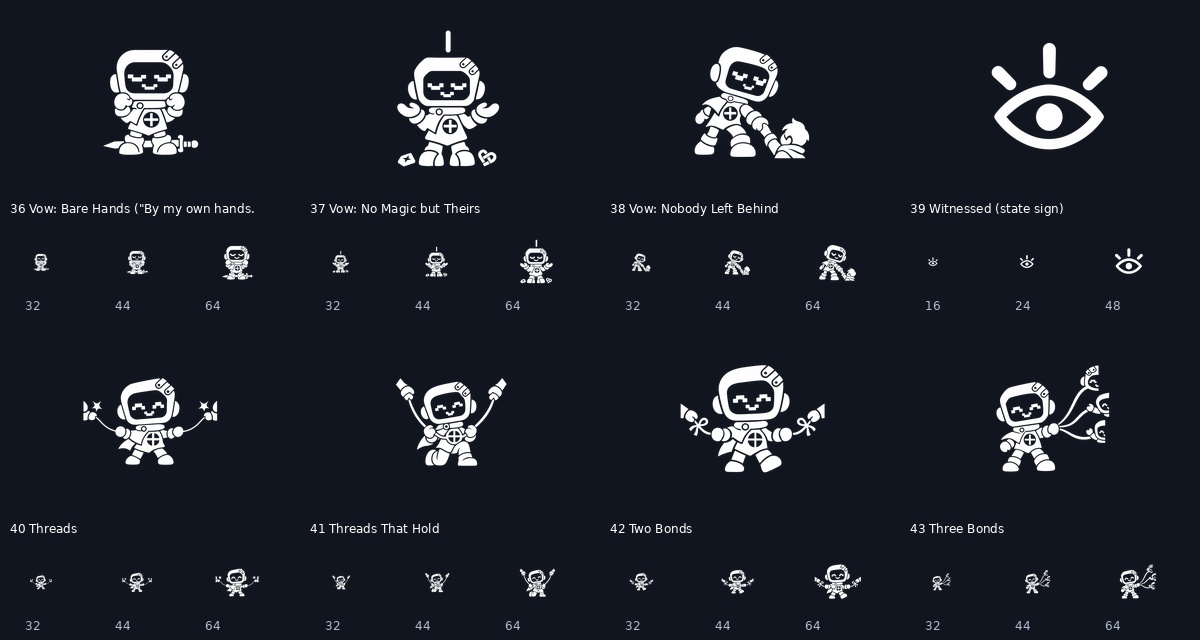 36 Vow: Bare Hands ("By my own hands.
37 Vow: No Magic but Theirs
38 Vow: Nobody Left Behind
39 Witnessed (state sign)
32 44 64
32 44 64
32 44 64
16 24 48
40 Threads
41 Threads That Hold
42 Two Bonds
43 Three Bonds
32 44 64
32 44 64
32 44 64
32 44 64